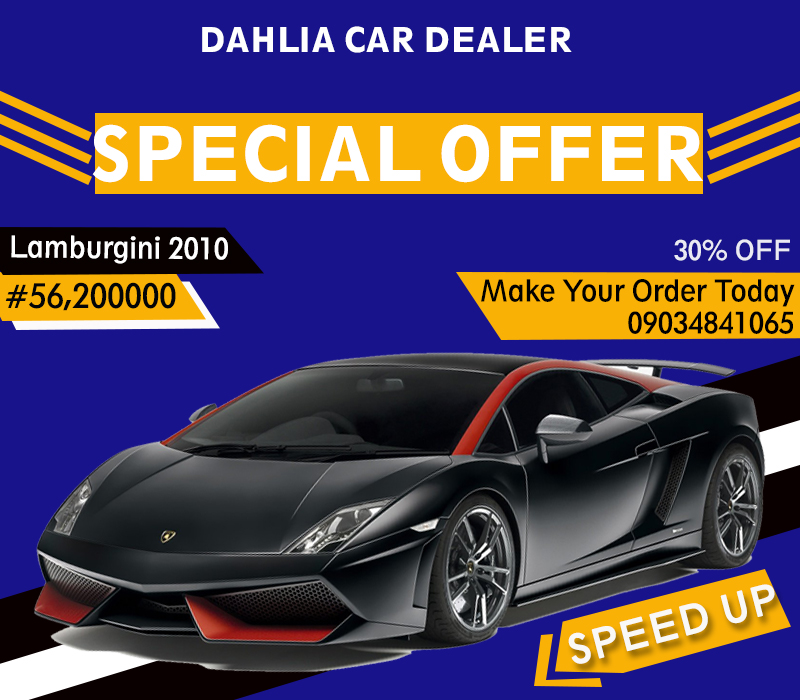 DAHLIA CAR DEALER
SPECIAL OFFER
Lamburgini 2010
#56,200000
30% OFF
Make Your Order Today
09034841065
SPEED UP